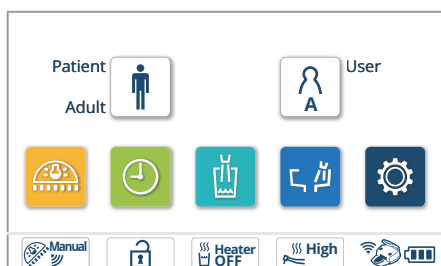 Patient
User
Adult
A
Manual
Heater
OFF
High